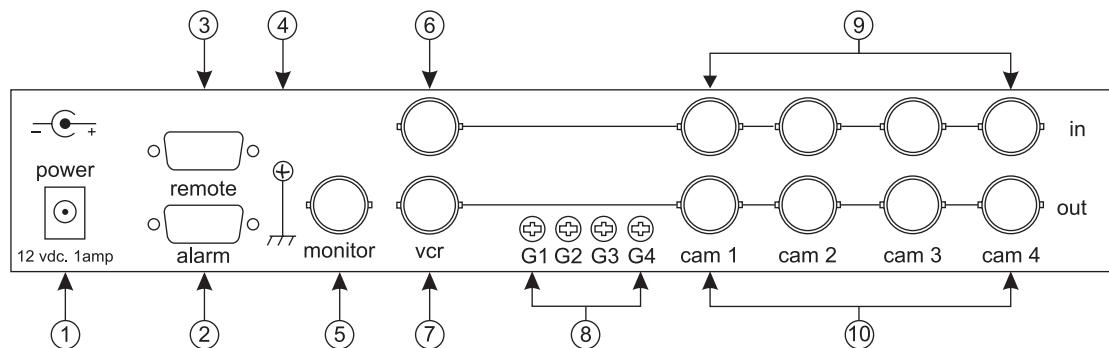 3 4 6 9
− +
in
power
remote
out
12 vdc. 1amp alarm monitor vcr G1 G2 G3 G4 cam 1 cam 2 cam 3 cam 4
1 2 5 7 8 10